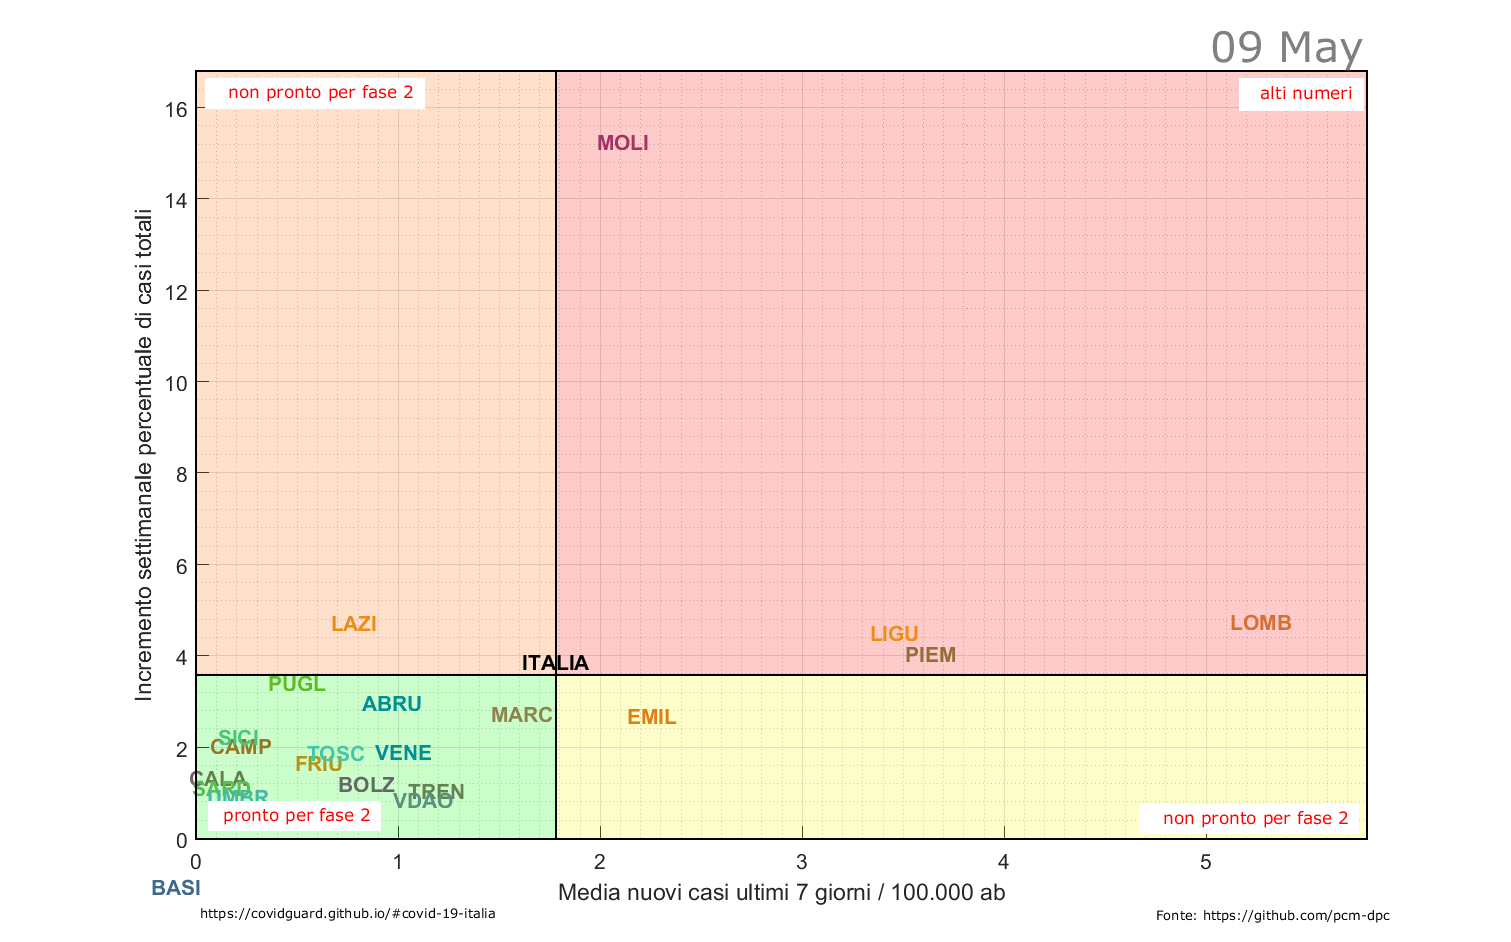 09 May
non pronto per fase 2
alti numeri
MOLI
16
14
12
10
8
6
4
2
0
Incremento settimanale percentuale di casi totali
LAZI
LIGU
LOMB
PIEM
ITALIA
PUGL
ABRU
MARC
EMIL
SICI
CAMP
TOSC
VENE
FRIU
CALA
SARD
UMBR
BOLZ
TREN
VDAO
pronto per fase 2
non pronto per fase 2
0 1 2 3 4 5
BASI
Media nuovi casi ultimi 7 giorni / 100.000 ab
https://covidguard.github.io/#covid-19-italia
Fonte: https://github.com/pcm-dpc